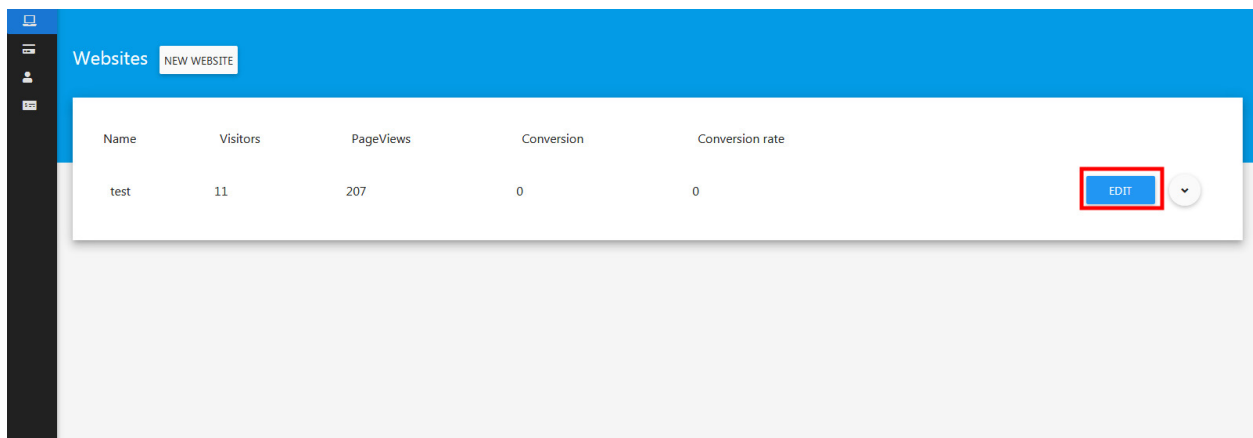 Websites NEW WEBSITE
Name Visitors PageViews Conversion Conversion rate
test 11 207 0 0 EDIT